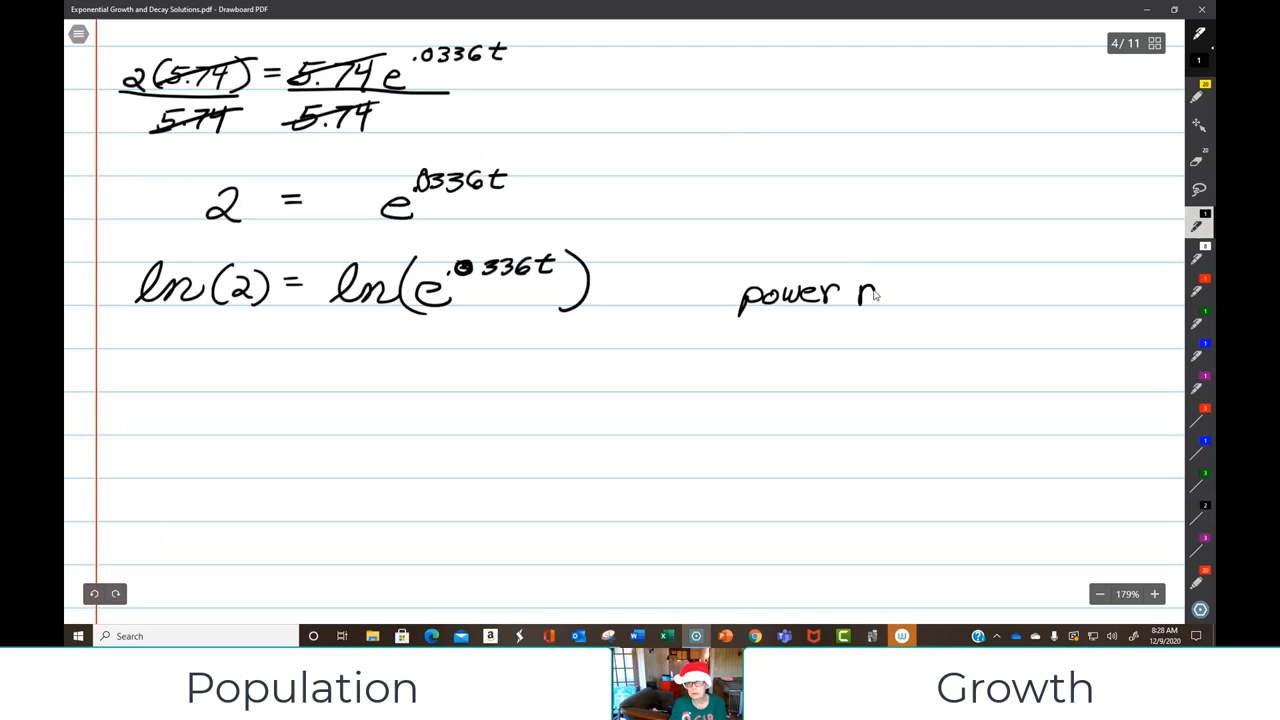 Exponential Growth and Decay Solutions.pdf - Drawboard PDF
4/11
2(5.74) = 5.74 e^.0336t
5.74 5.74
2 = e^.0336t
ln(2) = ln(e^.0336t)
power r
179%
Search
8:28 AM
12/9/2020
Population
Growth